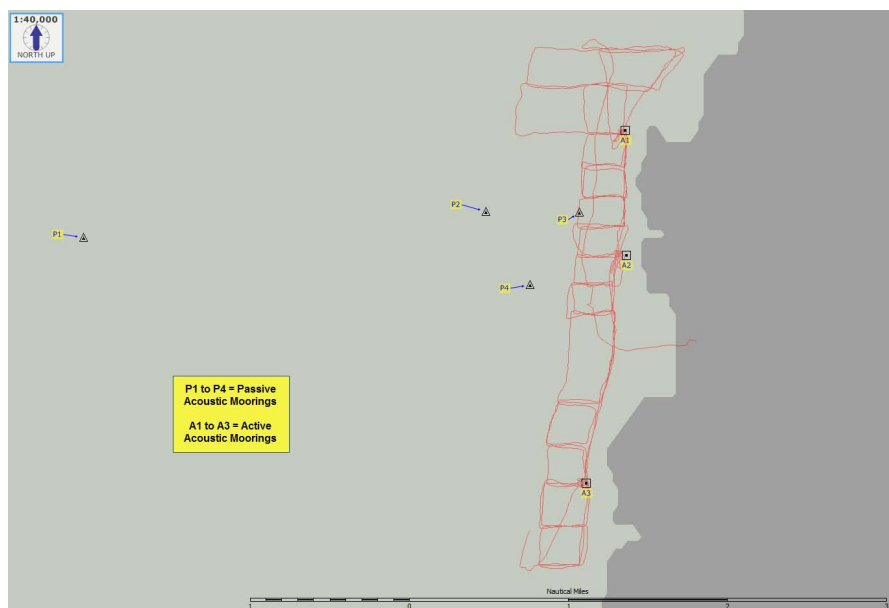 1:40,000
NORTH UP
A1
P2
P3
P1
A2
P4
P1 to P4 = Passive
Acoustic Moorings
A1 to A3 = Active
Acoustic Moorings
A3
Nautical Miles
1 0 1 2 3